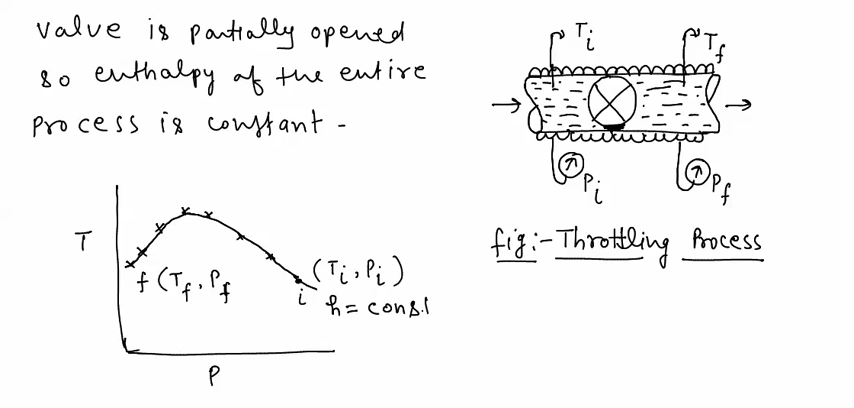 valve is partially opened
so enthalpy of the entire
process is constant -
Ti
Tf
Pi
Pf
fig:- Throttling Process
T
f (Tf, Pf
(Ti, Pi)
i
h = const
P